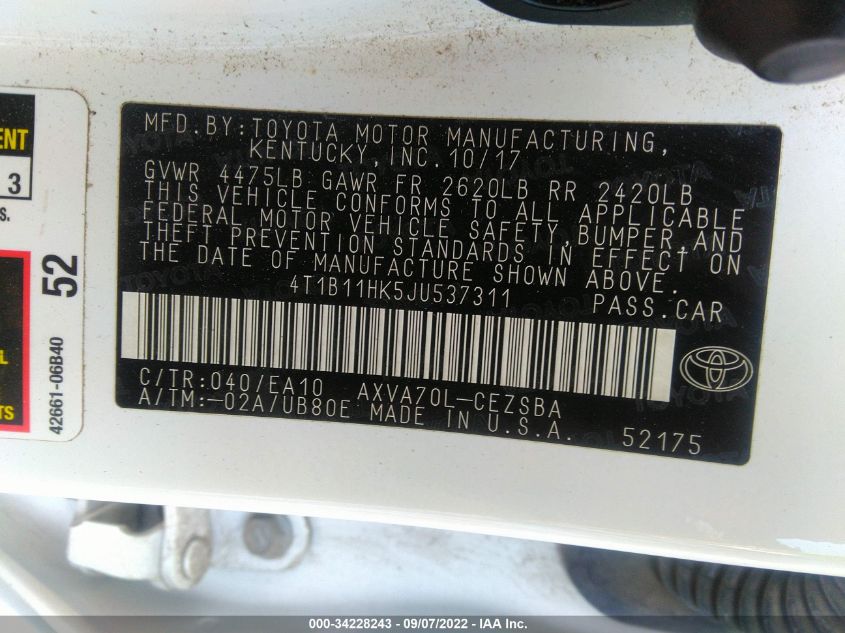 MFD.BY:TOYOTA MOTOR MANUFACTURING,
KENTUCKY,INC.10/17
GVWR 4475LB GAWR FR 2620LB RR 2420LB
THIS VEHICLE CONFORMS TO ALL APPLICABLE
FEDERAL MOTOR VEHICLE SAFETY,BUMPER,AND
THEFT PREVENTION STANDARDS IN EFFECT ON
THE DATE OF MANUFACTURE SHOWN ABOVE.
4T1B11HK5JU537311 PASS.CAR
C/TR:040/EA10 AXVA70L-CEZSBA
A/TM:-02A/UB80E MADE IN U.S.A. 52175
ENT
3
S.
52
L
TS
42661-06B40
000-34228243 - 09/07/2022 - IAA Inc.